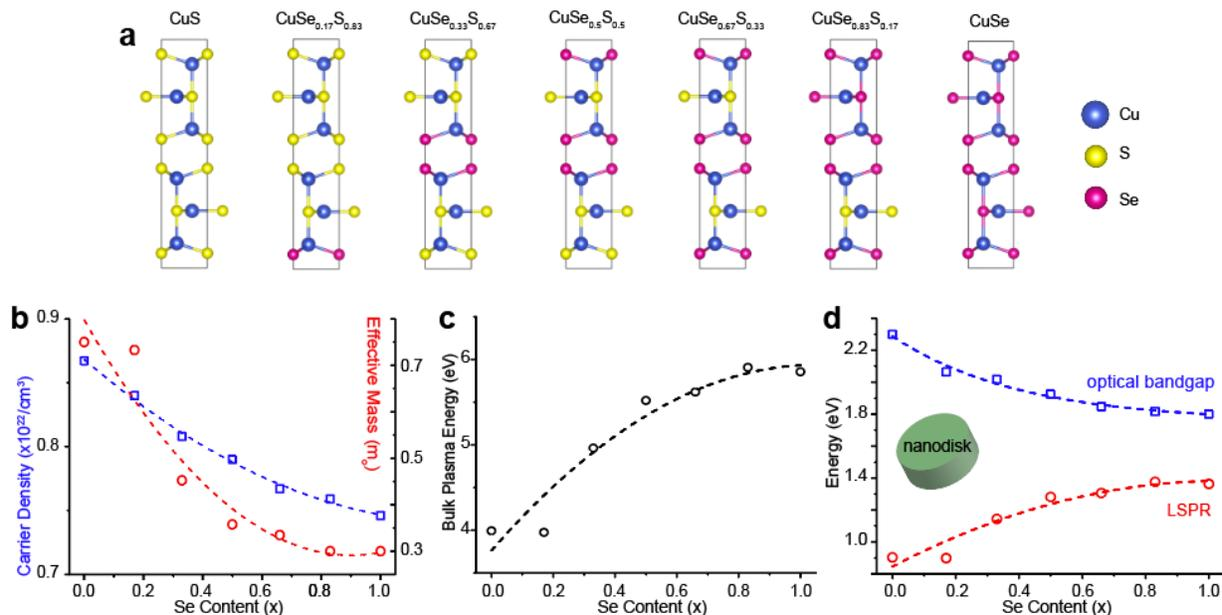 a
CuS
CuSe₀.₁₇S₀.₈₃
CuSe₀.₃₃S₀.₆₇
CuSe₀.₅S₀.₅
CuSe₀.₆₇S₀.₃₃
CuSe₀.₈₃S₀.₁₇
CuSe
Cu
S
Se
b
Carrier Density (x10²²/cm³)
0.9
0.8
0.7
Effective Mass (mₒ)
0.7
0.5
0.3
0.0 0.2 0.4 0.6 0.8 1.0
Se Content (x)
c
Bulk Plasma Energy (eV)
6
5
4
0.0 0.2 0.4 0.6 0.8 1.0
Se Content (x)
d
Energy (eV)
2.2
1.8
1.4
1.0
optical bandgap
nanodisk
LSPR
0.0 0.2 0.4 0.6 0.8 1.0
Se Content (x)